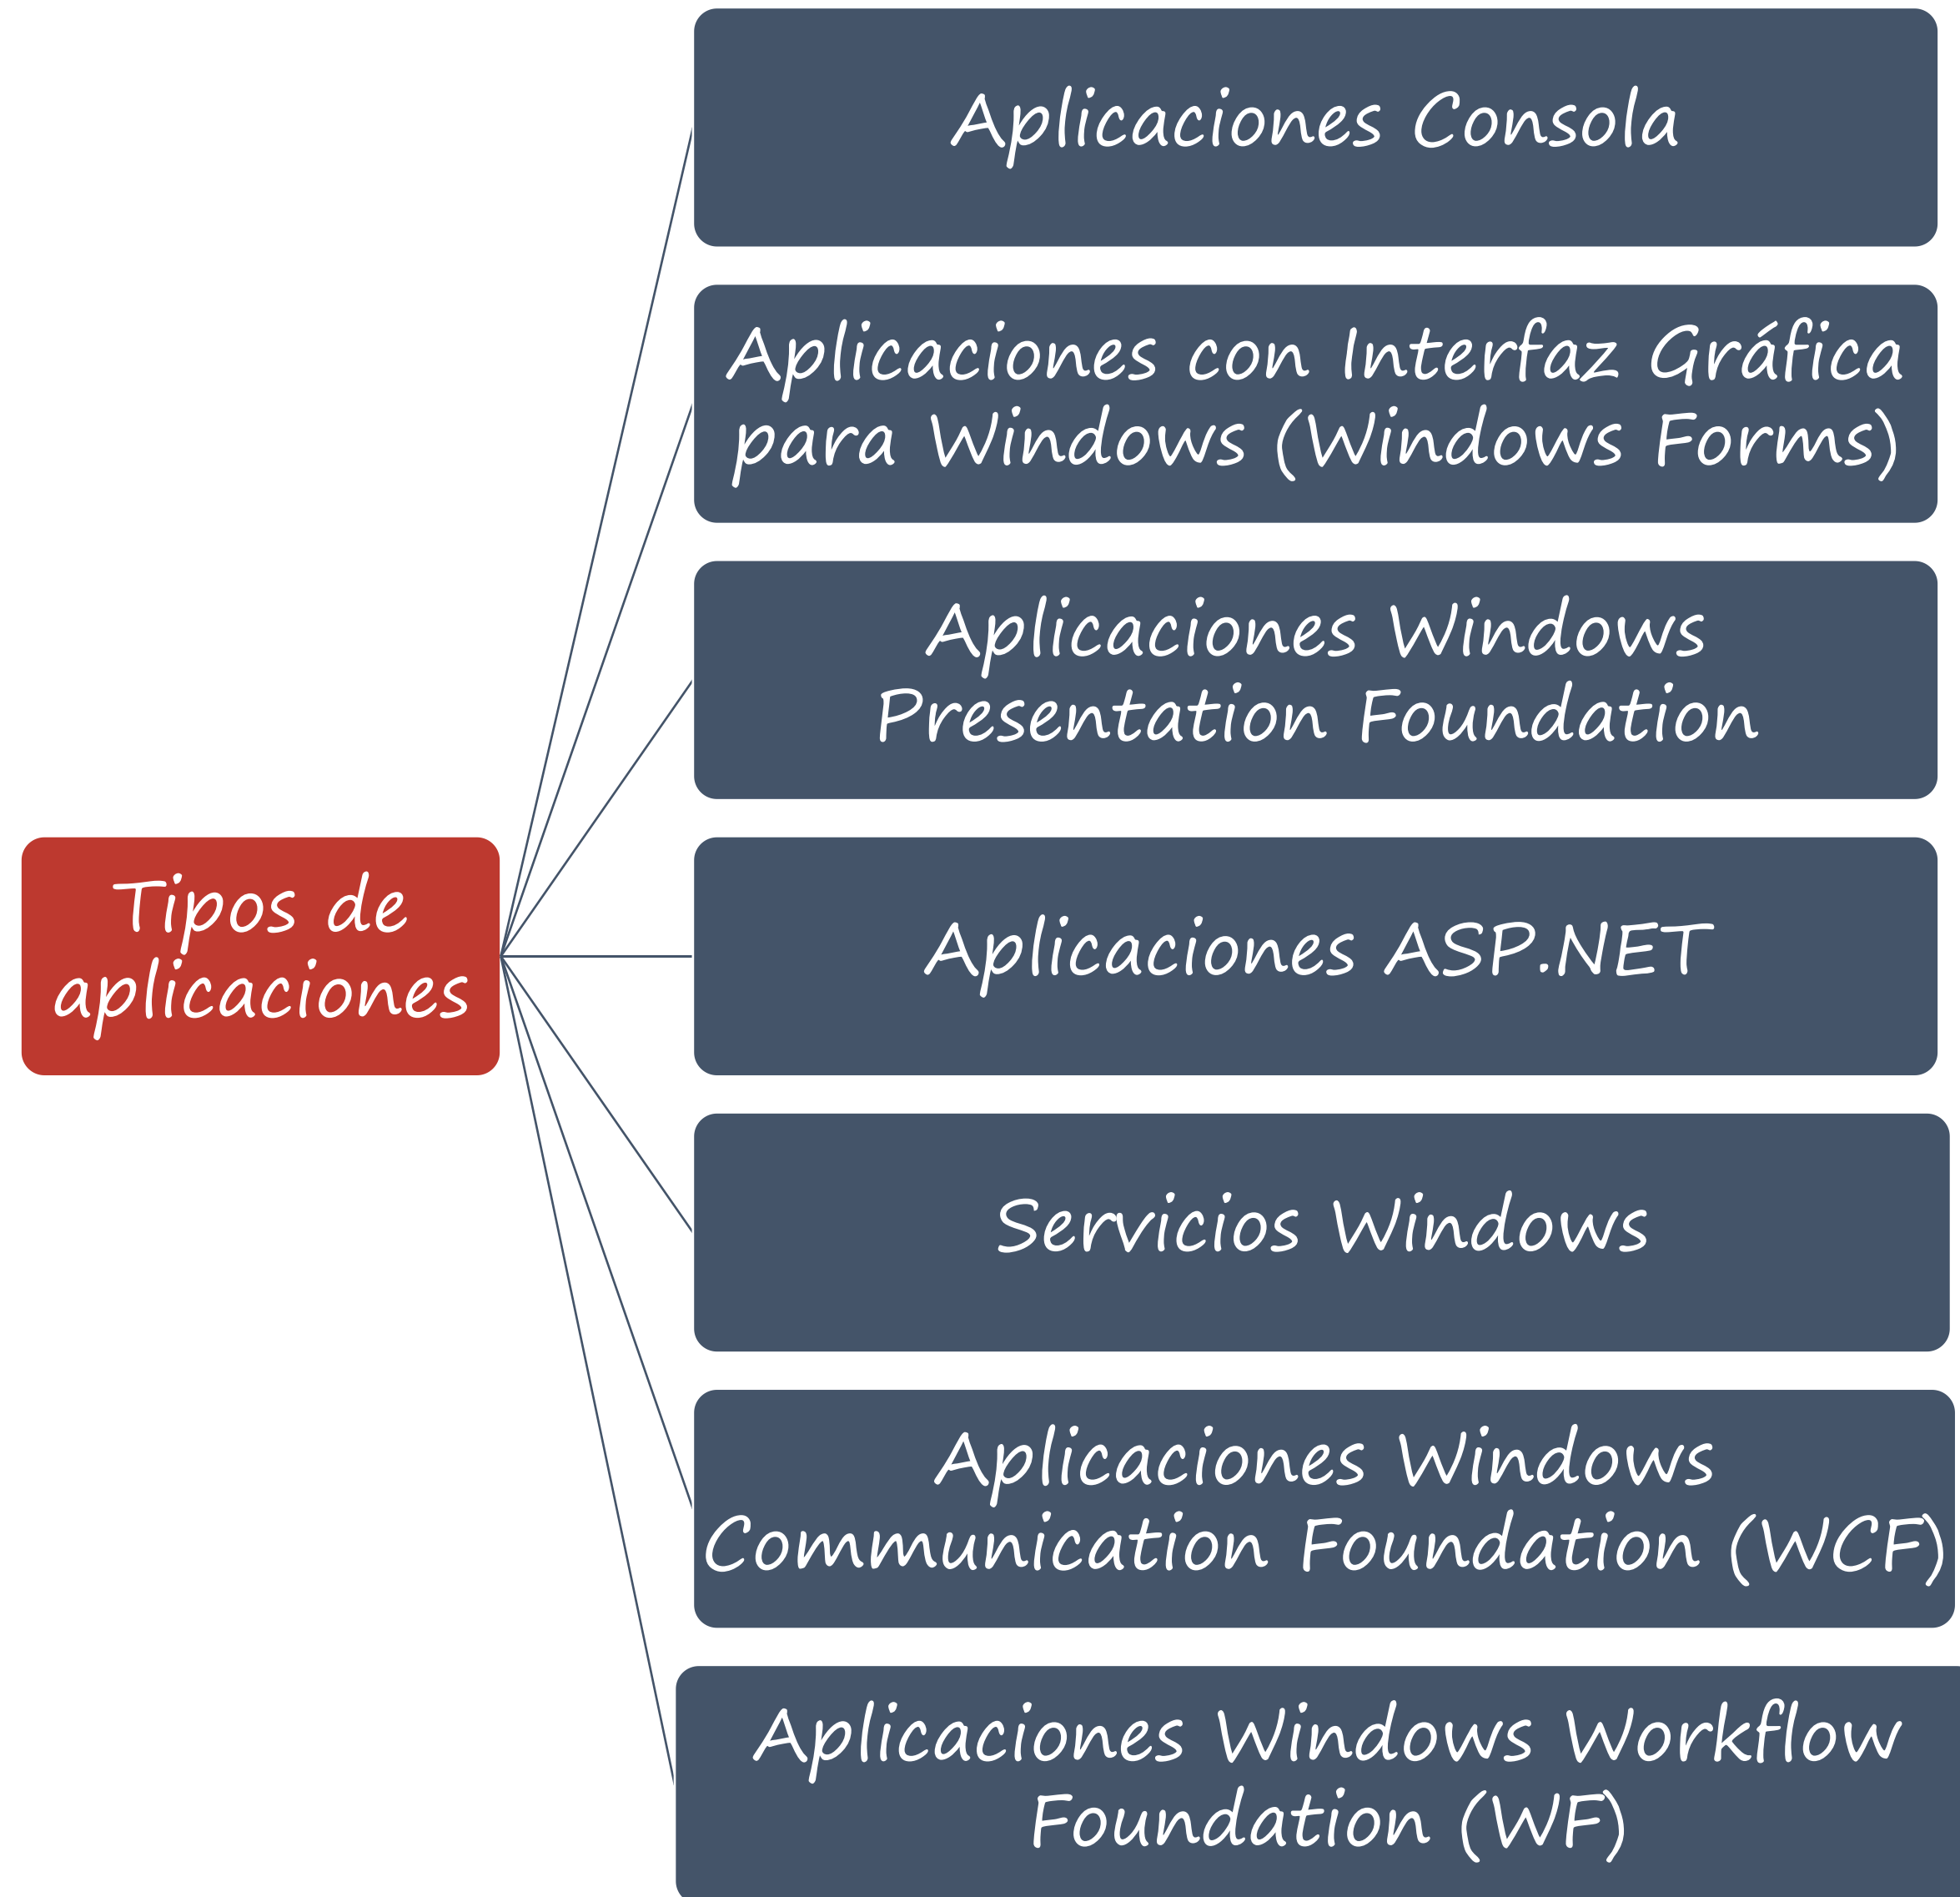 Aplicaciones Consola
Aplicaciones con Interfaz Gráfica
para Windows (Windows Forms)
Aplicaciones Windows
Presentation Foundation
Tipos de
aplicaciones
Aplicaciones ASP.NET
Servicios Windows
Aplicaciones Windows
Communication Foundation (WCF)
Aplicaciones Windows Workflow
Foundation (WF)